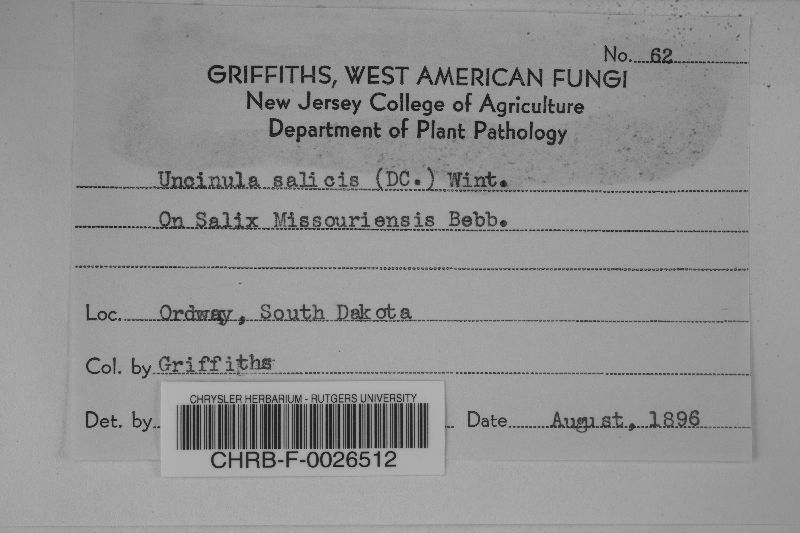 No. 62
GRIFFITHS, WEST AMERICAN FUNGI
New Jersey College of Agriculture
Department of Plant Pathology
Uncinula salicis (DC.) Wint.
On Salix Missouriensis Bebb.
Loc. Ordway, South Dakota
Col. by Griffiths
Det. by Date August, 1896
CHRYSLER HERBARIUM - RUTGERS UNIVERSITY
CHRB-F-0026512